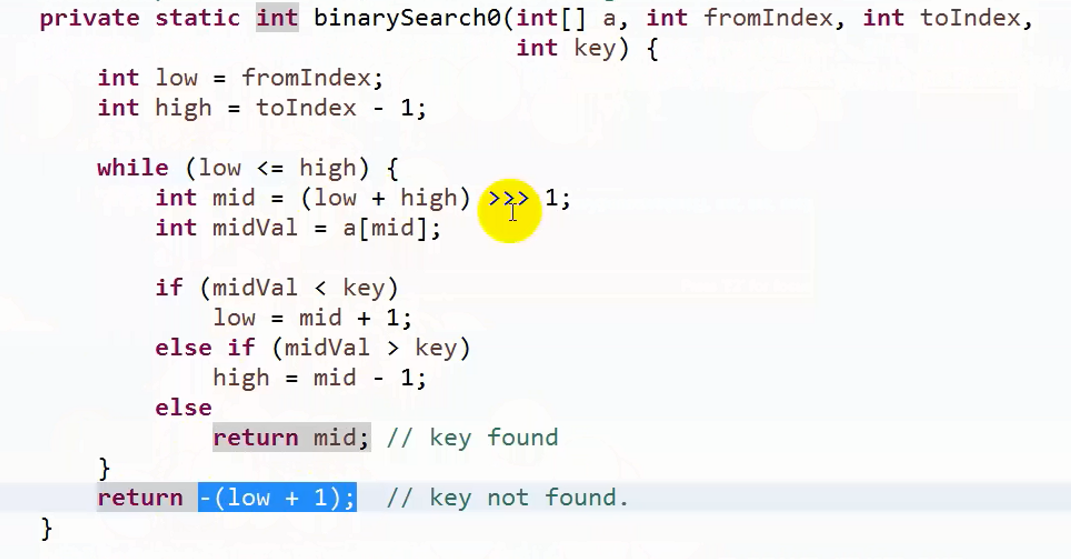 private static int binarySearch0(int[] a, int fromIndex, int toIndex,
int key) {
int low = fromIndex;
int high = toIndex - 1;
while (low <= high) {
int mid = (low + high) >>> 1;
int midVal = a[mid];
if (midVal < key)
low = mid + 1;
else if (midVal > key)
high = mid - 1;
else
return mid; // key found
}
return -(low + 1);  // key not found.
}